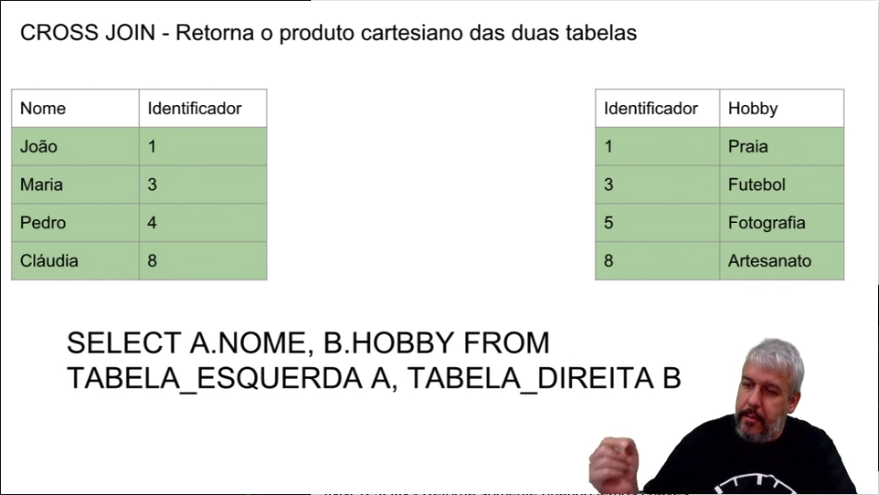 CROSS JOIN - Retorna o produto cartesiano das duas tabelas
Nome Identificador
João 1
Maria 3
Pedro 4
Cláudia 8
Identificador Hobby
1 Praia
3 Futebol
5 Fotografia
8 Artesanato
SELECT A.NOME, B.HOBBY FROM
TABELA_ESQUERDA A, TABELA_DIREITA B